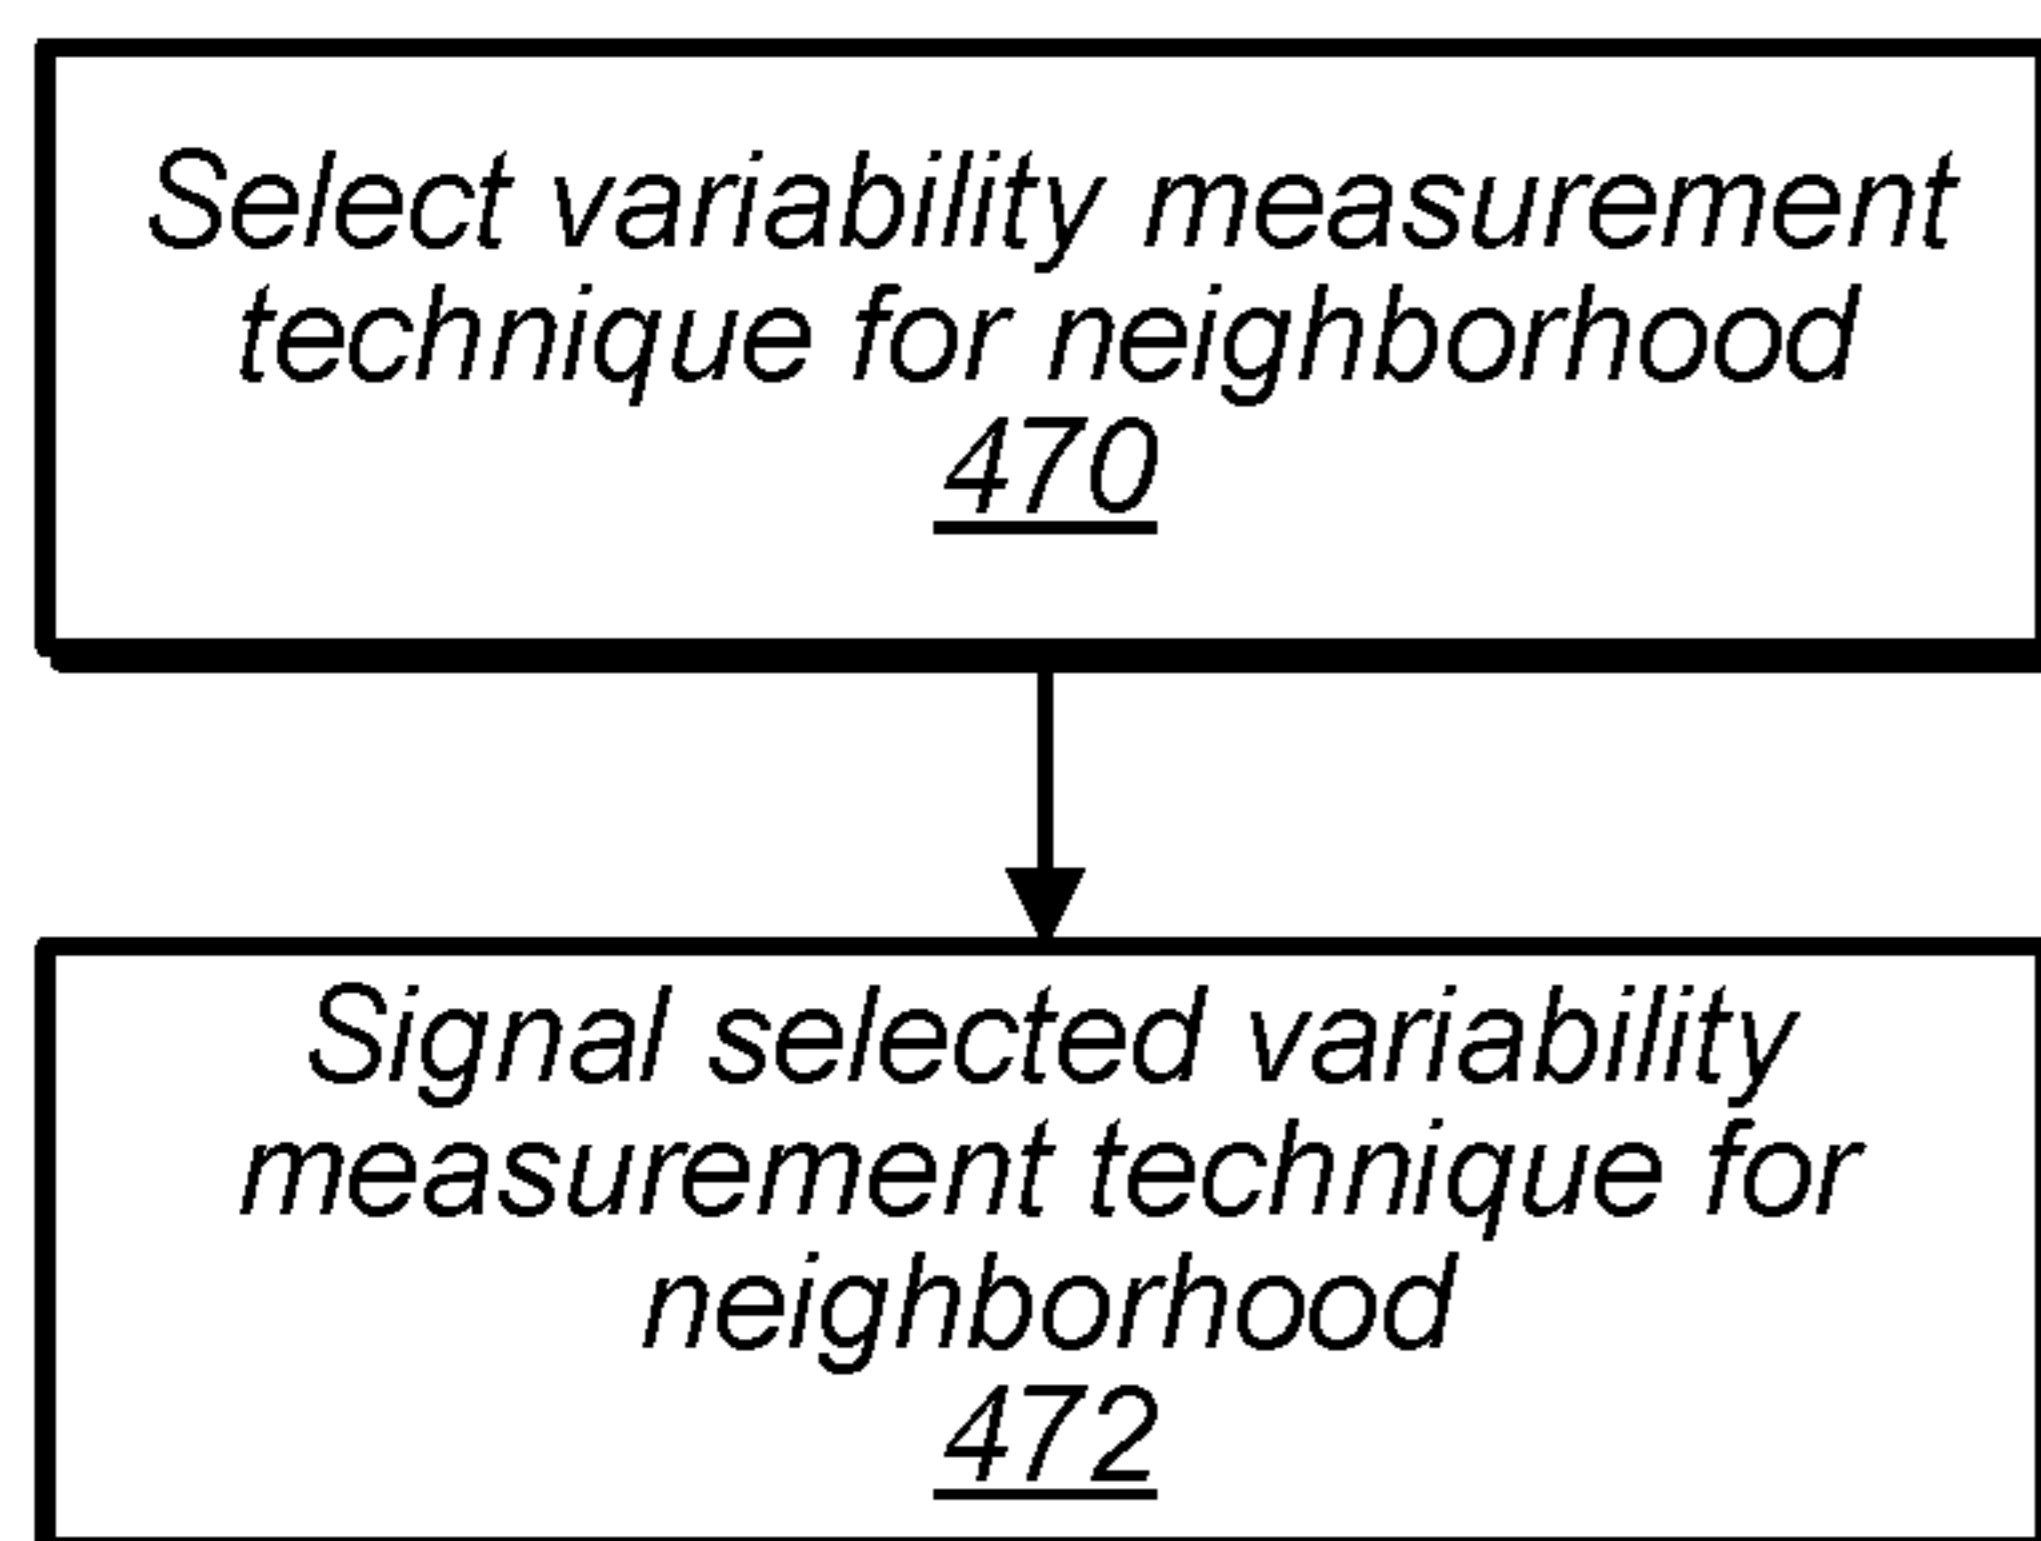 Select variability measurement
technique for neighborhood
470
Signal selected variability
measurement technique for
neighborhood
472